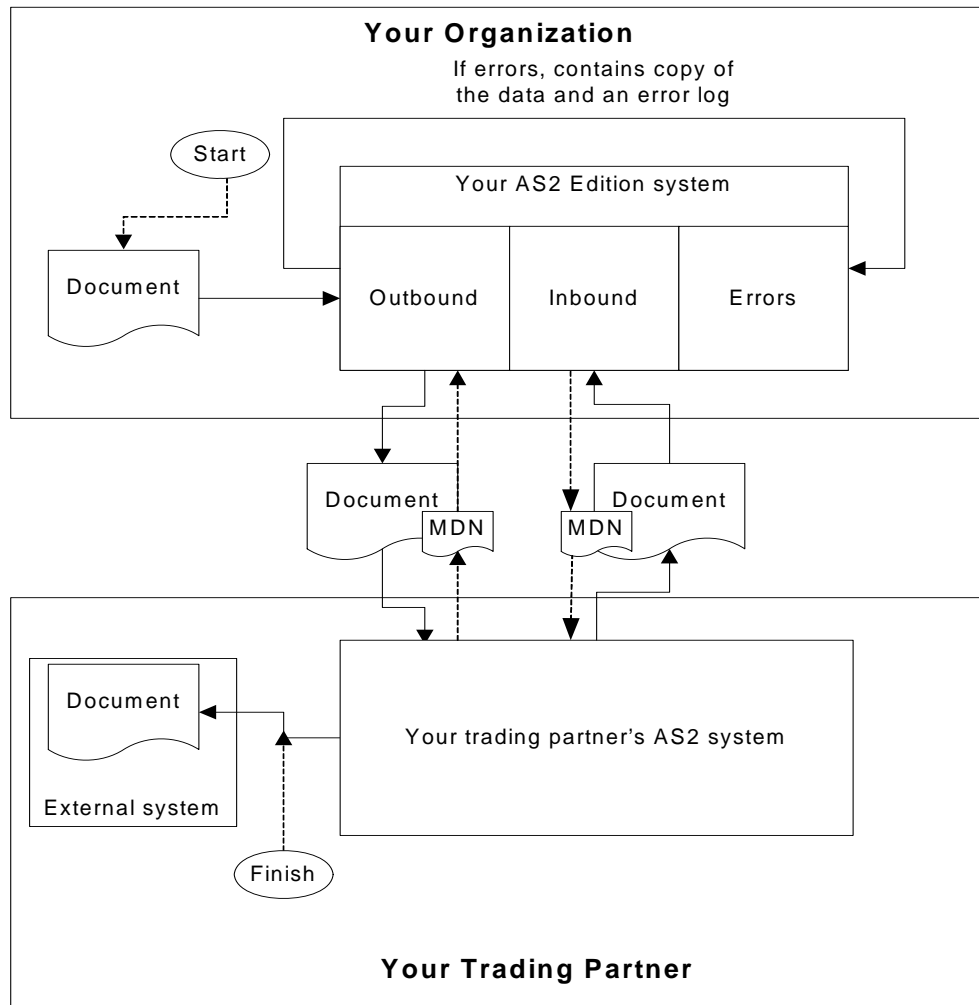 Your Organization
If errors, contains copy of
the data and an error log
Start
Your AS2 Edition system
Document
Outbound
Inbound
Errors
Document
MDN
MDN
Document
Document
External system
Your trading partner’s AS2 system
Finish
Your Trading Partner